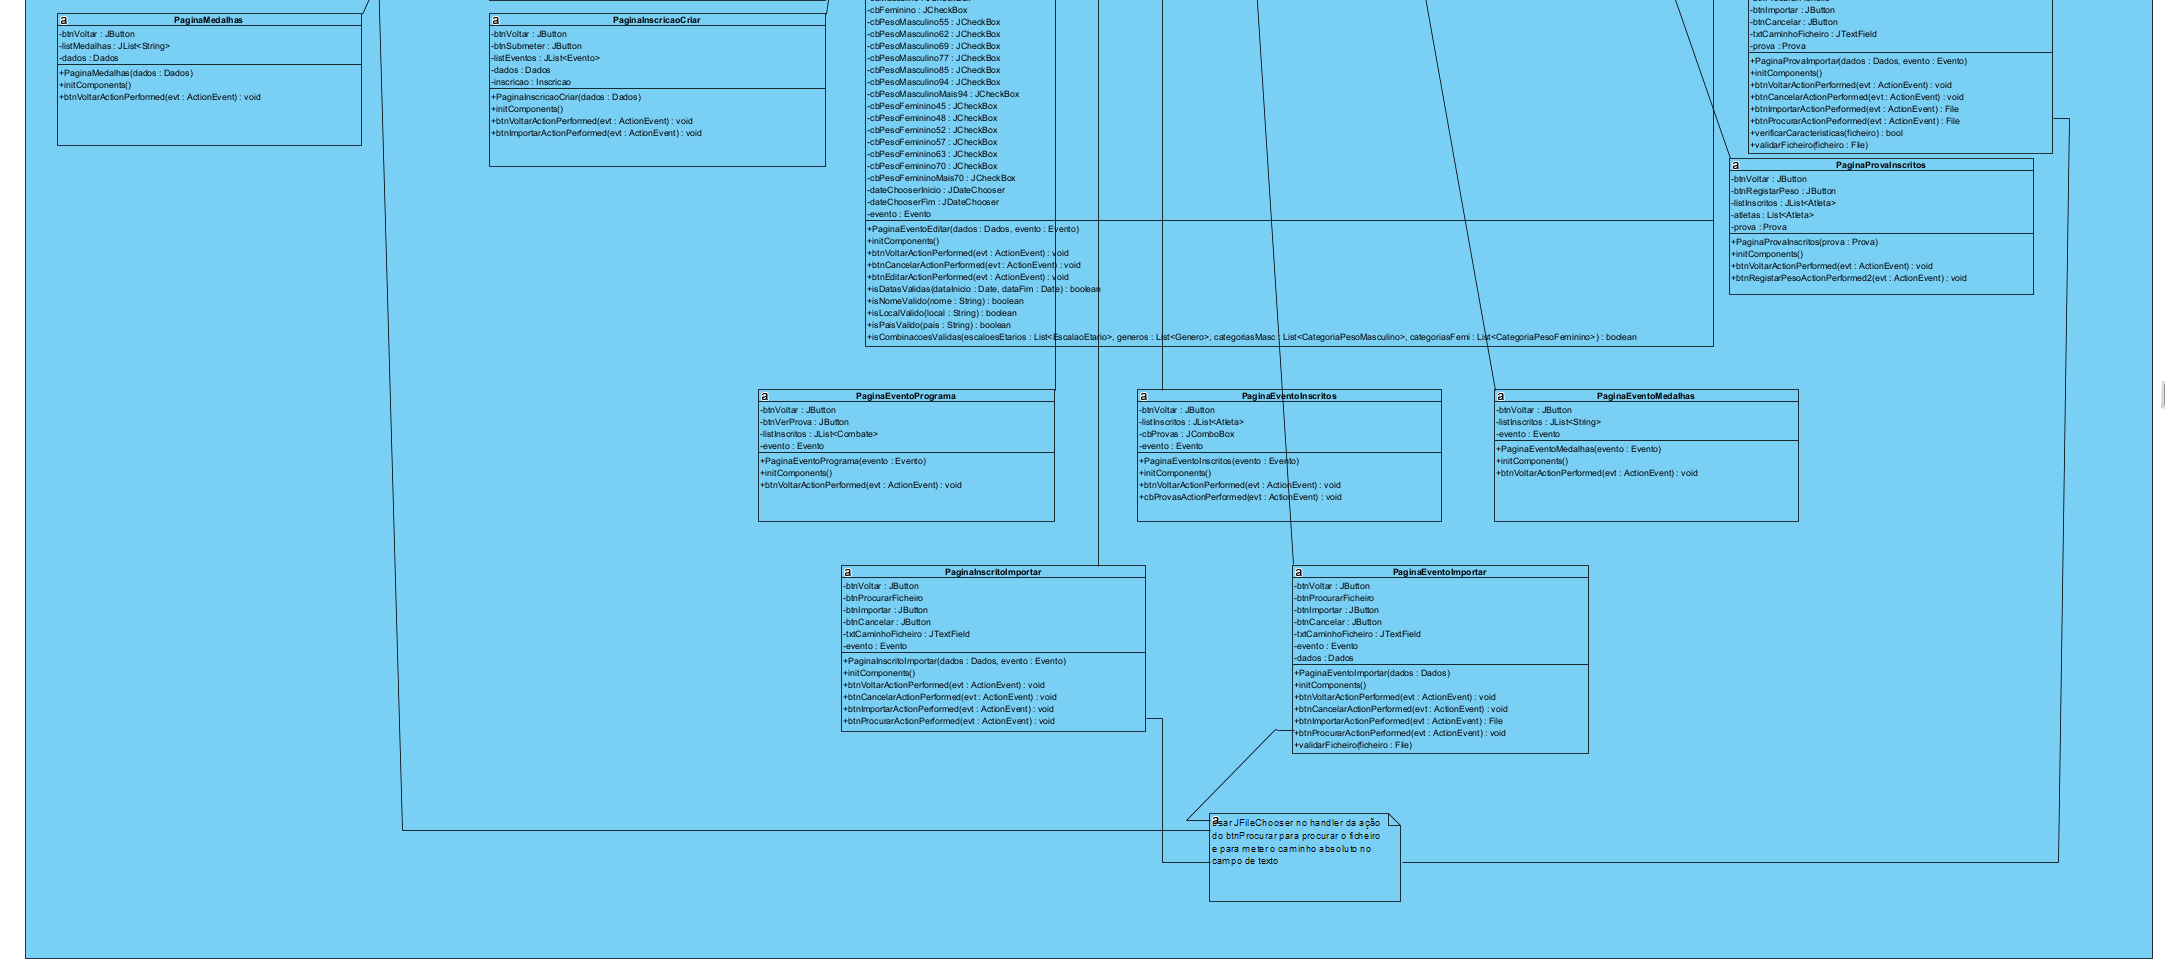 a
PaginaMedalhas
-btnVoltar : JButton
-listMedalhas : JList<String>
-dados : Dados
+PaginaMedalhas(dados : Dados)
+initComponents()
+btnVoltarActionPerformed(evt : ActionEvent) : void
a
PaginaInscricaoCriar
-btnVoltar : JButton
-btnSubmeter : JButton
-listEventos : JList<Evento>
-dados : Dados
-inscricao : Inscricao
+PaginaInscricaoCriar(dados : Dados)
+initComponents()
+btnVoltarActionPerformed(evt : ActionEvent) : void
+btnImportarActionPerformed(evt : ActionEvent) : void
-cbFeminino : JCheckBox
-cbPesoMasculino55 : JCheckBox
-cbPesoMasculino62 : JCheckBox
-cbPesoMasculino69 : JCheckBox
-cbPesoMasculino77 : JCheckBox
-cbPesoMasculino85 : JCheckBox
-cbPesoMasculino94 : JCheckBox
-cbPesoMasculinoMais94 : JCheckBox
-cbPesoFeminino45 : JCheckBox
-cbPesoFeminino48 : JCheckBox
-cbPesoFeminino52 : JCheckBox
-cbPesoFeminino57 : JCheckBox
-cbPesoFeminino63 : JCheckBox
-cbPesoFeminino70 : JCheckBox
-cbPesoFemininoMais70 : JCheckBox
-dateChooserInicio : JDateChooser
-dateChooserFim : JDateChooser
-evento : Evento
+PaginaEventoEditar(dados : Dados, evento : Evento)
+initComponents()
+btnVoltarActionPerformed(evt : ActionEvent) : void
+btnCancelarActionPerformed(evt : ActionEvent) : void
+btnEditarActionPerformed(evt : ActionEvent) : void
+isDatasValidas(dataInicio : Date, dataFim : Date) : boolean
+isNomeValido(nome : String) : boolean
+isLocalValido(local : String) : boolean
+isPaisValido(pais : String) : boolean
+isCombinacoesValidas(escaloesEtarios : List<EscalaoEtario>, generos : List<Genero>, categoriasMasc : List<CategoriaPesoMasculino>, categoriasFemi : List<CategoriaPesoFeminino>) : boolean
-btnImportar : JButton
-btnCancelar : JButton
-txtCaminhoFicheiro : JTextField
-prova : Prova
+PaginaProvaImportar(dados : Dados, evento : Evento)
+initComponents()
+btnVoltarActionPerformed(evt : ActionEvent) : void
+btnCancelarActionPerformed(evt : ActionEvent) : void
+btnImportarActionPerformed(evt : ActionEvent) : File
+btnProcurarActionPerformed(evt : ActionEvent) : File
+verificarCaracteristicas(ficheiro) : bool
+validarFicheiro(ficheiro : File)
a
PaginaProvaInscritos
-btnVoltar : JButton
-btnRegistarPeso : JButton
-listInscritos : JList<Atleta>
-atletas : List<Atleta>
-prova : Prova
+PaginaProvaInscritos(prova : Prova)
+initComponents()
+btnVoltarActionPerformed(evt : ActionEvent) : void
+btnRegistarPesoActionPerformed2(evt : ActionEvent) : void
a
PaginaEventoPrograma
-btnVoltar : JButton
-btnVerProva : JButton
-listInscritos : JList<Combate>
-evento : Evento
+PaginaEventoPrograma(evento : Evento)
+initComponents()
+btnVoltarActionPerformed(evt : ActionEvent) : void
a
PaginaEventoInscritos
-btnVoltar : JButton
-listInscritos : JList<Atleta>
-cbProvas : JComboBox
-evento : Evento
+PaginaEventoInscritos(evento : Evento)
+initComponents()
+btnVoltarActionPerformed(evt : ActionEvent) : void
+cbProvasActionPerformed(evt : ActionEvent) : void
a
PaginaEventoMedalhas
-btnVoltar : JButton
-listInscritos : JList<String>
-evento : Evento
+PaginaEventoMedalhas(evento : Evento)
+initComponents()
+btnVoltarActionPerformed(evt : ActionEvent) : void
a
PaginaInscritoImportar
-btnVoltar : JButton
-btnProcurarFicheiro
-btnImportar : JButton
-btnCancelar : JButton
-txtCaminhoFicheiro : JTextField
-evento : Evento
+PaginaInscritoImportar(dados : Dados, evento : Evento)
+initComponents()
+btnVoltarActionPerformed(evt : ActionEvent) : void
+btnCancelarActionPerformed(evt : ActionEvent) : void
+btnImportarActionPerformed(evt : ActionEvent) : void
+btnProcurarActionPerformed(evt : ActionEvent) : void
a
PaginaEventoImportar
-btnVoltar : JButton
-btnProcurarFicheiro
-btnImportar : JButton
-btnCancelar : JButton
-txtCaminhoFicheiro : JTextField
-evento : Evento
-dados : Dados
+PaginaEventoImportar(dados : Dados)
+initComponents()
+btnVoltarActionPerformed(evt : ActionEvent) : void
+btnCancelarActionPerformed(evt : ActionEvent) : void
+btnImportarActionPerformed(evt : ActionEvent) : File
+btnProcurarActionPerformed(evt : ActionEvent) : void
+validarFicheiro(ficheiro : File)
a
Usar JFileChooser no handler da ação
do btnProcurar para procurar o ficheiro
e para meter o caminho absoluto no
campo de texto